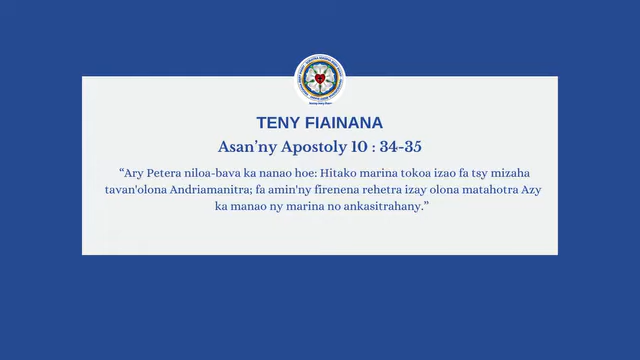 TENY FIAINANA
Asan'ny Apostoly 10 : 34-35
“Ary Petera niloa-bava ka nanao hoe: Hitako marina tokoa izao fa tsy mizaha
tavan'olona Andriamanitra; fa amin'ny firenena rehetra izay olona matahotra Azy
ka manao ny marina no ankasitrahany.”